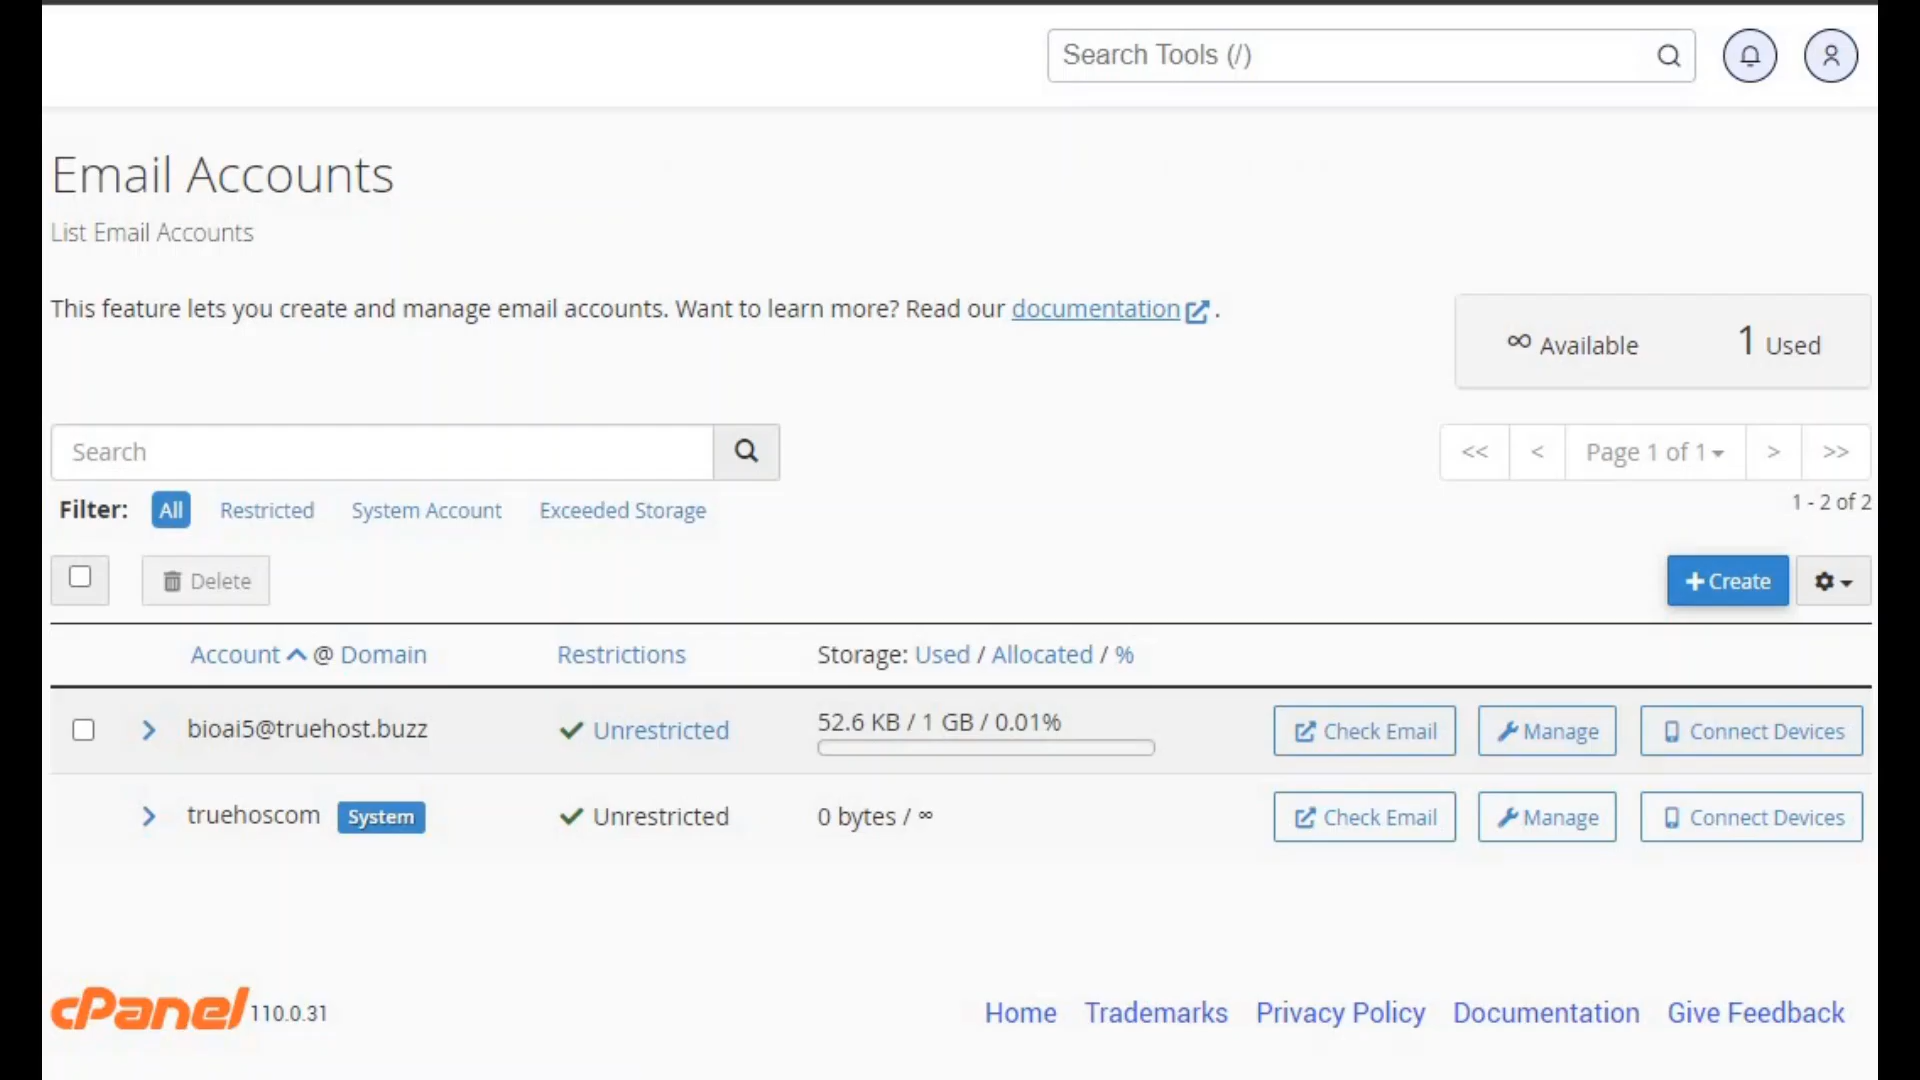 Search Tools (/)
Email Accounts
List Email Accounts
This feature lets you create and manage email accounts. Want to learn more? Read our documentation .
∞ Available 1 Used
Search
<< < Page 1 of 1 > >>
Filter: All Restricted System Account Exceeded Storage
1 - 2 of 2
Delete
+ Create
Account @ Domain Restrictions Storage: Used / Allocated / %
bioai5@truehost.buzz Unrestricted 52.6 KB / 1 GB / 0.01% Check Email Manage Connect Devices
truehoscom System Unrestricted 0 bytes / ∞ Check Email Manage Connect Devices
cPanel 110.0.31
Home Trademarks Privacy Policy Documentation Give Feedback